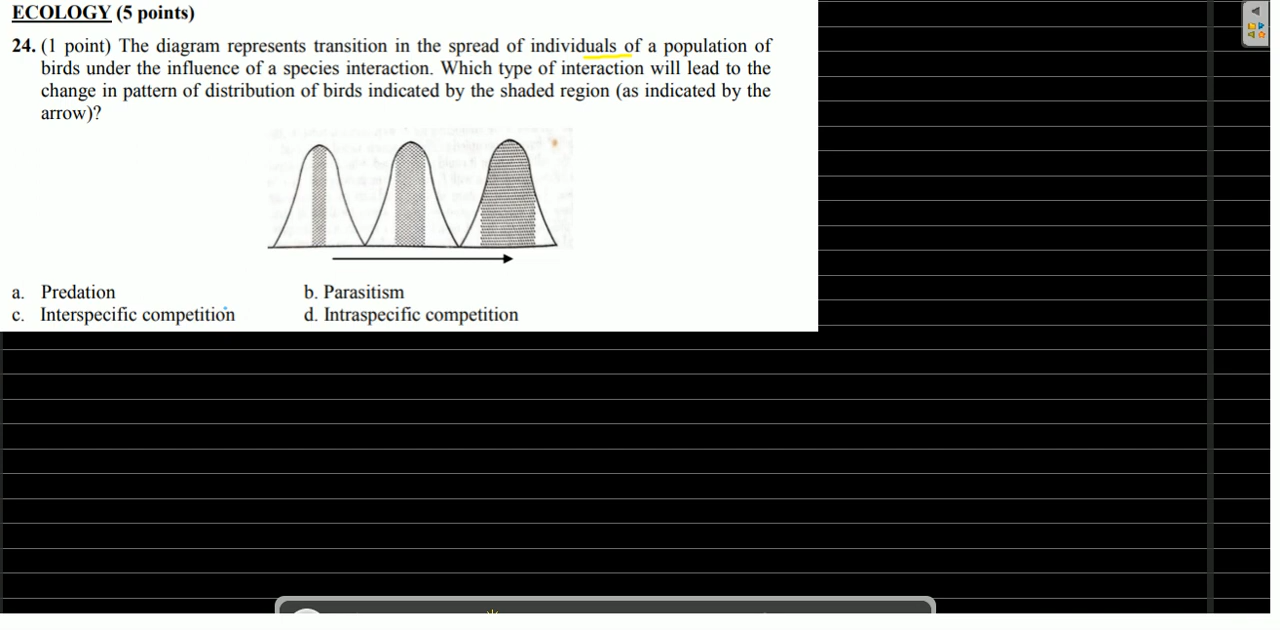 ECOLOGY (5 points)
24. (1 point) The diagram represents transition in the spread of individuals of a population of
birds under the influence of a species interaction. Which type of interaction will lead to the
change in pattern of distribution of birds indicated by the shaded region (as indicated by the
arrow)?
a. Predation
b. Parasitism
c. Interspecific competition
d. Intraspecific competition